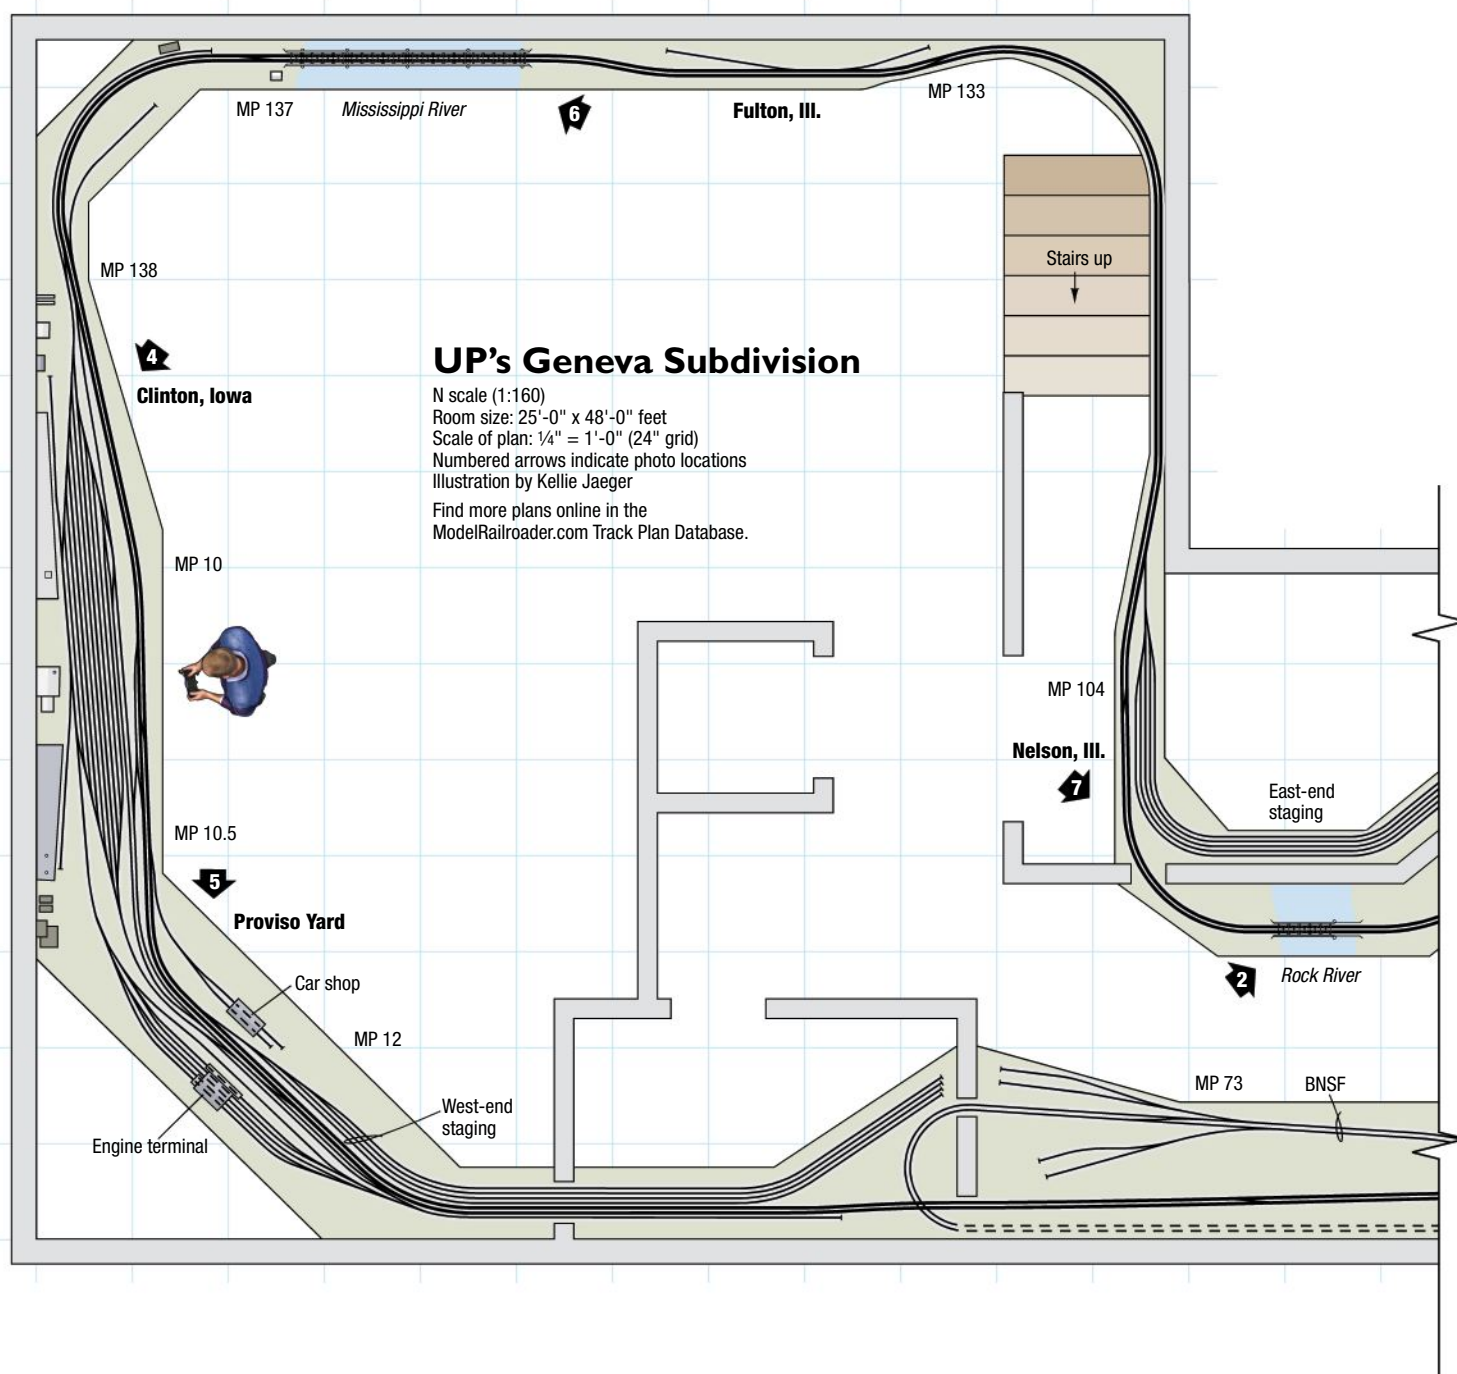 MP 137
Mississippi River
6
Fulton, Ill.
MP 133
MP 138
Stairs up
4
Clinton, Iowa
UP's Geneva Subdivision
N scale (1:160)
Room size: 25'-0" x 48'-0" feet
Scale of plan: ¼" = 1'-0" (24" grid)
Numbered arrows indicate photo locations
Illustration by Kellie Jaeger
Find more plans online in the
ModelRailroader.com Track Plan Database.
MP 10
MP 104
Nelson, Ill.
7
East-end
staging
MP 10.5
5
Proviso Yard
Car shop
2
Rock River
MP 12
MP 73
BNSF
West-end
staging
Engine terminal